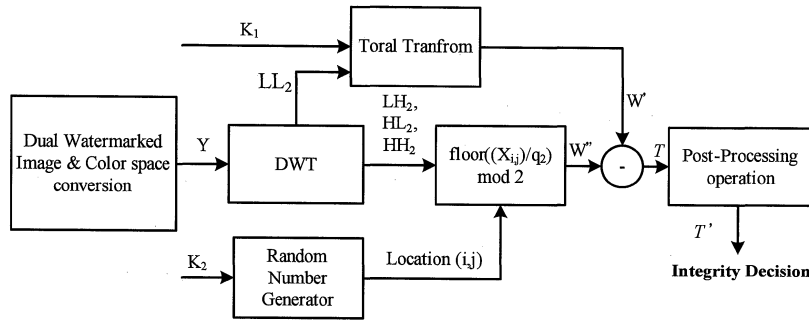 K1
Toral Tranfrom
LL2
W'
Dual Watermarked
Image & Color space
conversion
Y
DWT
LH2,
HL2,
HH2
floor((Xi,j)/q2)
mod 2
W''
-
T
Post-Processing
operation
T'
Integrity Decision
K2
Random
Number
Generator
Location (i,j)